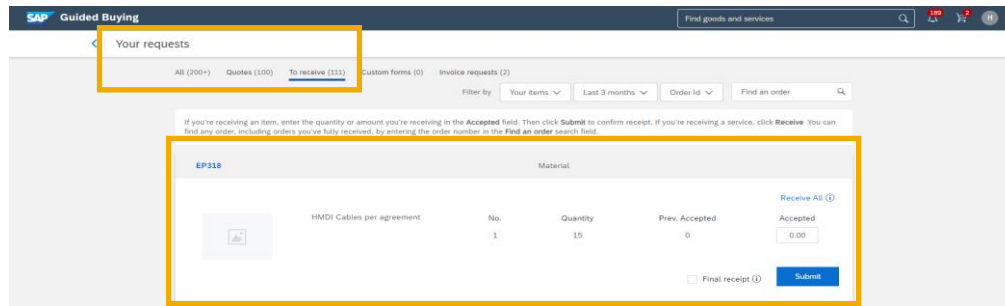 SAP Guided Buying
Find goods and services
189
2
H
Your requests
All (200+) Quotes (100) To receive (111) Custom forms (0) Invoice requests (2)
Filter by Your items Last 3 months Order Id Find an order
If you're receiving an item, enter the quantity or amount you're receiving in the Accepted field. Then click Submit to confirm receipt. If you're receiving a service, click Receive .You can
find any order, including orders you've fully received, by entering the order number in the Find an order search field.
EP318 Material
Receive All
HMDI Cables per agreement No. Quantity Prev. Accepted Accepted
1 15 0 0.00
Final receipt Submit